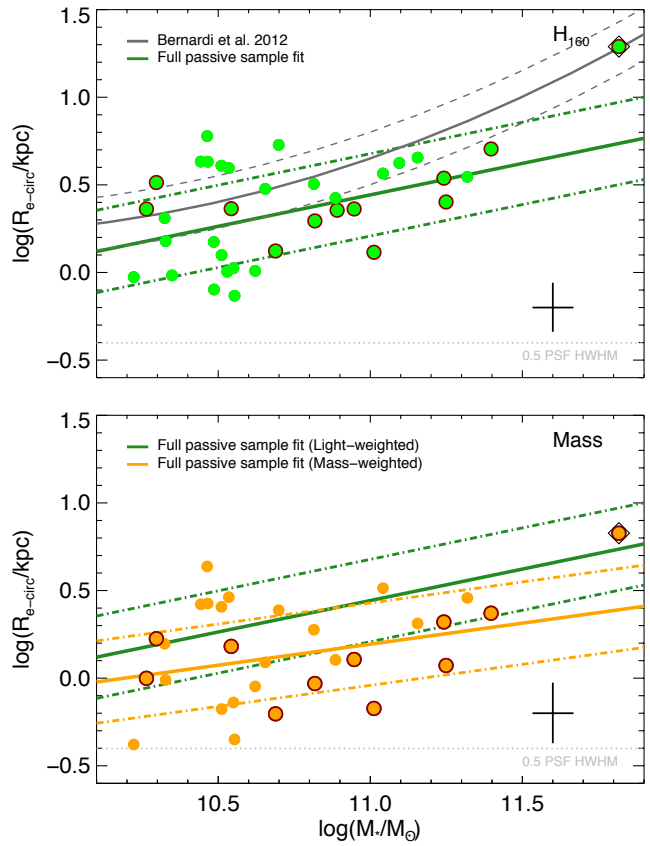 1.5
Bernardi et al. 2012
H160
Full passive sample fit
1.0
log(Re−circ/kpc)
0.5
0.0
−0.5
0.5 PSF HWHM
1.5
Full passive sample fit (Light−weighted)
Mass
Full passive sample fit (Mass−weighted)
1.0
log(Re−circ/kpc)
0.5
0.0
−0.5
0.5 PSF HWHM
10.5 11.0 11.5
log(M*/M⊙)